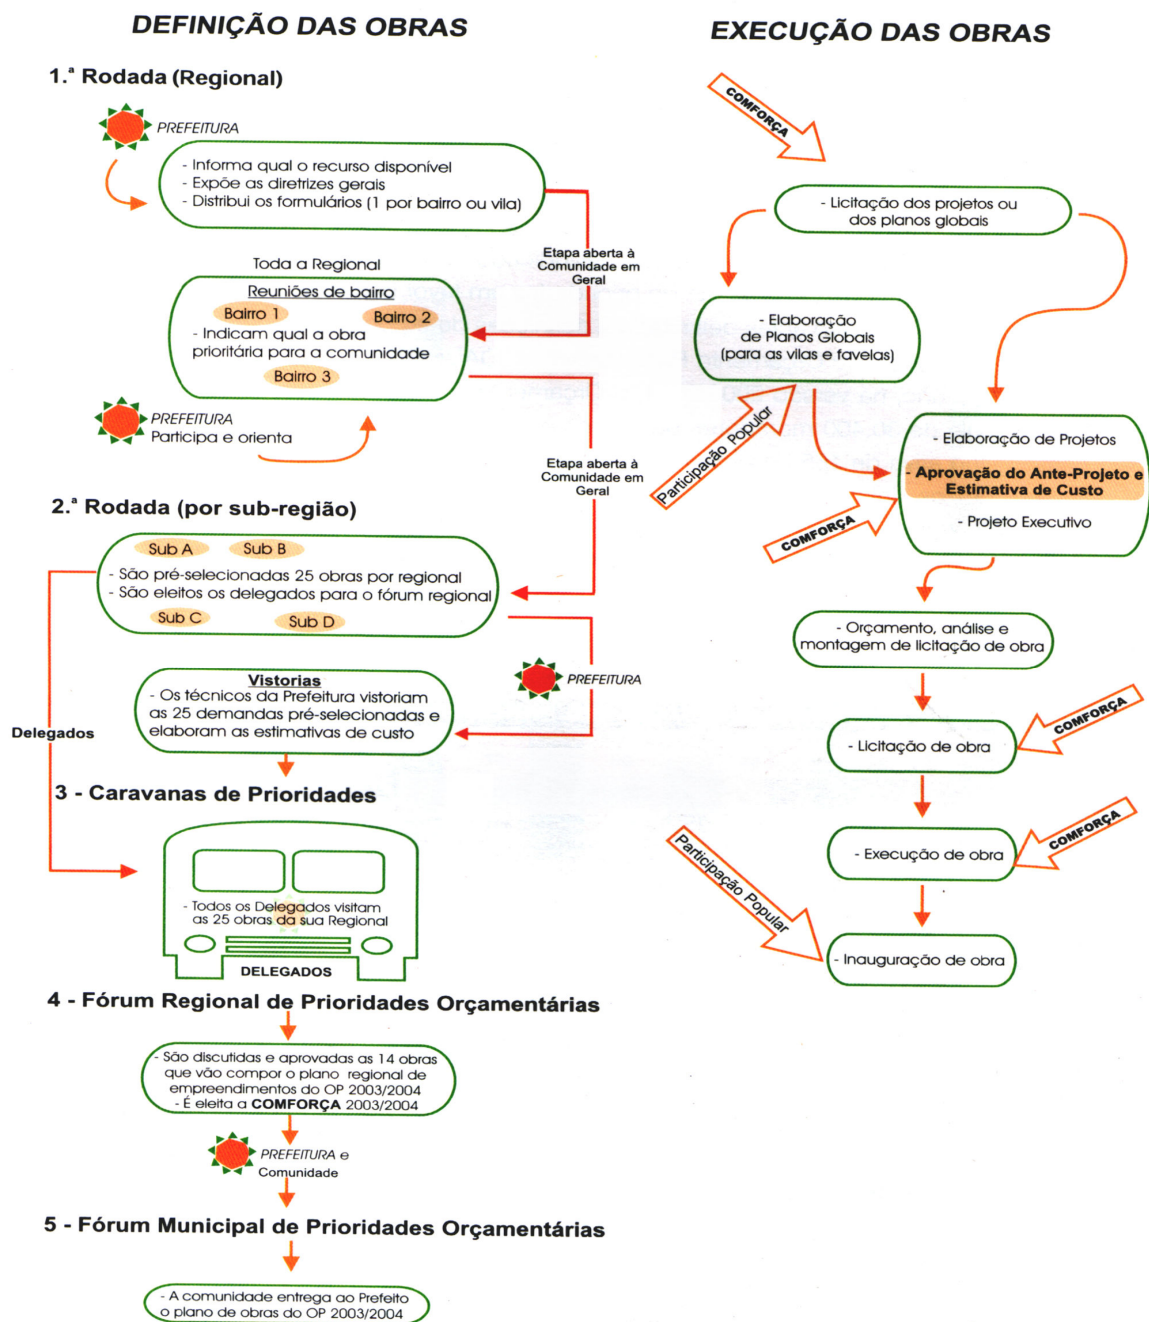 DEFINIÇÃO DAS OBRAS
1.ª Rodada (Regional)
PREFEITURA
- Informa qual o recurso disponível
- Expõe as diretrizes gerais
- Distribui os formulários (1 por bairro ou vila)
Etapa aberta à
Comunidade em
Geral
Toda a Regional
Reuniões de bairro
Bairro 1
Bairro 2
- Indicam qual a obra
prioritária para a comunidade
Bairro 3
PREFEITURA
Participa e orienta
Etapa aberta à
Comunidade em
Geral
2.ª Rodada (por sub-região)
Sub A
Sub B
- São pré-selecionadas 25 obras por regional
- São eleitos os delegados para o fórum regional
Sub C
Sub D
PREFEITURA
Vistorias
- Os técnicos da Prefeitura vistoriam
as 25 demandas pré-selecionadas e
elaboram as estimativas de custo
Delegados
3 - Caravanas de Prioridades
- Todos os Delegados visitam
as 25 obras da sua Regional
DELEGADOS
4 - Fórum Regional de Prioridades Orçamentárias
- São discutidas e aprovadas as 14 obras
que vão compor o plano regional de
empreendimentos do OP 2003/2004
- É eleita a COMFORÇA 2003/2004
PREFEITURA e
Comunidade
5 - Fórum Municipal de Prioridades Orçamentárias
- A comunidade entrega ao Prefeito
o plano de obras do OP 2003/2004
EXECUÇÃO DAS OBRAS
COMFORÇA
- Licitação dos projetos ou
dos planos globais
- Elaboração
de Planos Globais
(para as vilas e favelas)
Participação Popular
- Elaboração de Projetos
- Aprovação do Ante-Projeto e
Estimativa de Custo
- Projeto Executivo
COMFORÇA
- Orçamento, análise e
montagem de licitação de obra
COMFORÇA
- Licitação de obra
COMFORÇA
- Execução de obra
Participação Popular
- Inauguração de obra